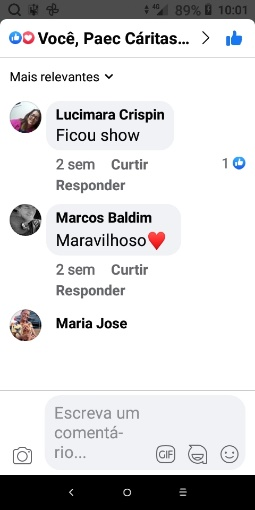 4G 89% 10:01
Você, Paec Cáritas...
Mais relevantes
Lucimara Crispin
Ficou show
2 sem Curtir 1
Responder
Marcos Baldim
Maravilhoso❤️
2 sem Curtir
Responder
Maria Jose
Escreva um
comentá-
rio...
GIF